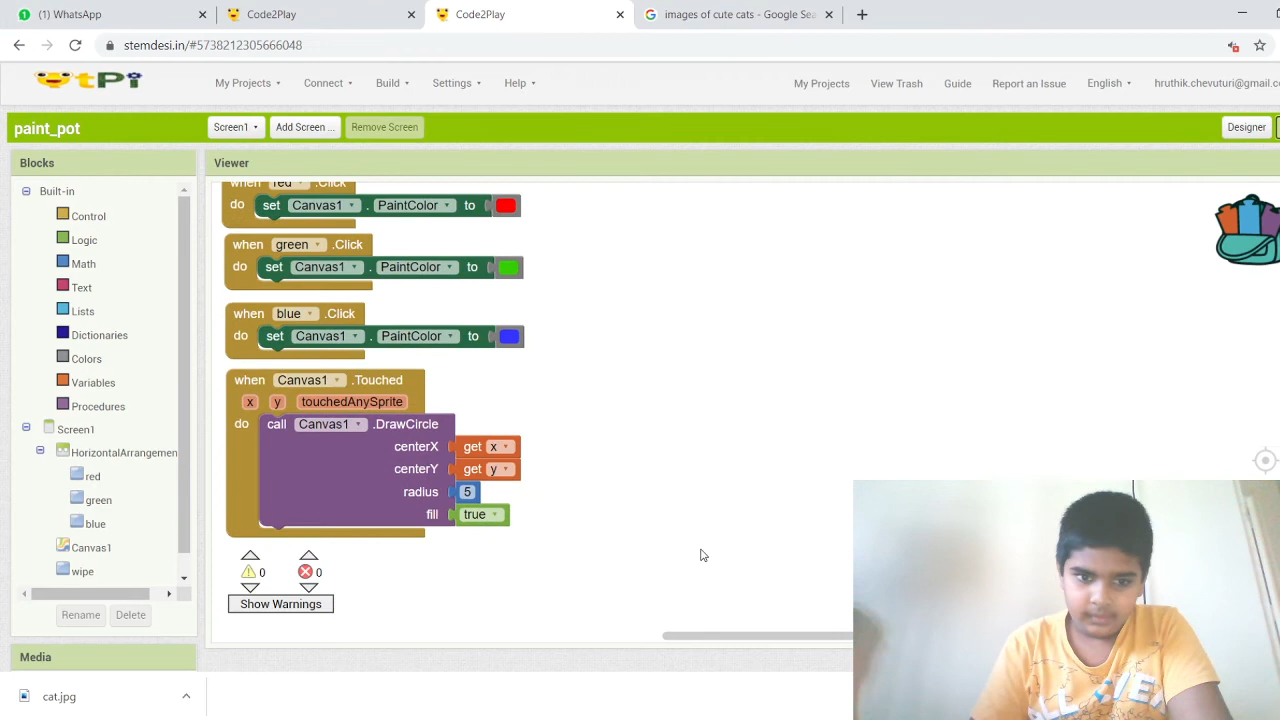 (1) WhatsApp
Code2Play
Code2Play
images of cute cats - Google Sea
stemdesi.in/#5738212305666048
tPi
My Projects
Connect
Build
Settings
Help
My Projects
View Trash
Guide
Report an Issue
English
hruthik.chevuturi@gmail.co
paint_pot
Screen1
Add Screen ...
Remove Screen
Designer
Blocks
Viewer
Built-in
Control
Logic
Math
Text
Lists
Dictionaries
Colors
Variables
Procedures
Screen1
HorizontalArrangemen
red
green
blue
Canvas1
wipe
Rename
Delete
Media
cat.jpg
when red .Click
do set Canvas1 . PaintColor to
when green .Click
do set Canvas1 . PaintColor to
when blue .Click
do set Canvas1 . PaintColor to
when Canvas1 .Touched
x y touchedAnySprite
do call Canvas1 .DrawCircle
centerX get x
centerY get y
radius 5
fill true
0 0
Show Warnings